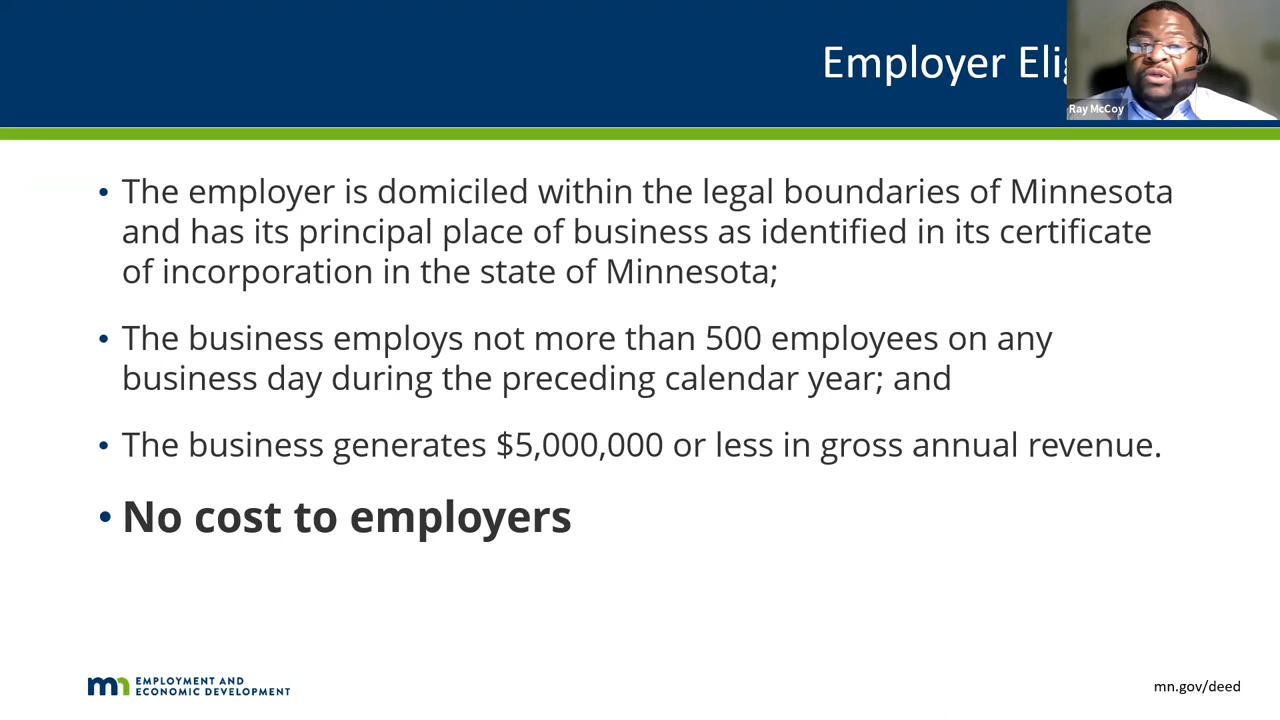 Employer Eli
Ray McCoy
• The employer is domiciled within the legal boundaries of Minnesota
and has its principal place of business as identified in its certificate
of incorporation in the state of Minnesota;
• The business employs not more than 500 employees on any
business day during the preceding calendar year; and
• The business generates $5,000,000 or less in gross annual revenue.
• No cost to employers
mn EMPLOYMENT AND
ECONOMIC DEVELOPMENT
mn.gov/deed